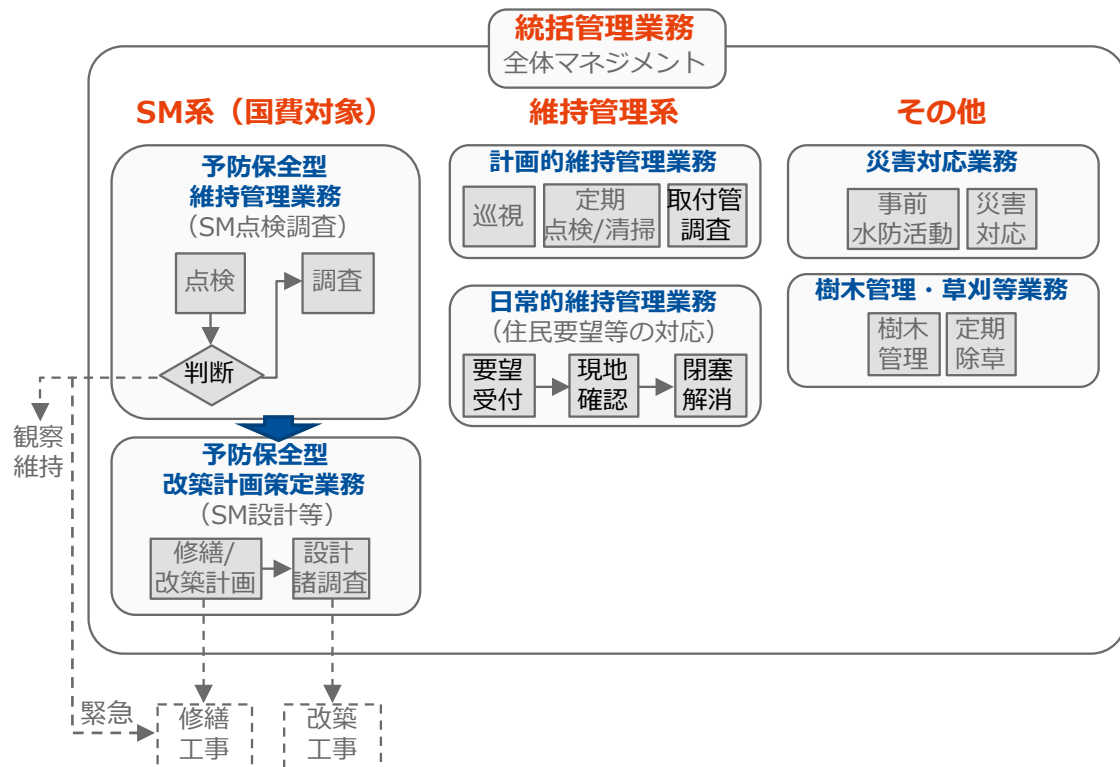 統括管理業務
全体マネジメント
SM系（国費対象）
予防保全型
維持管理業務
（SM点検調査）
点検
調査
判断
観察
維持
予防保全型
改築計画策定業務
（SM設計等）
修繕/
改築計画
設計
諸調査
緊急
修繕
工事
改築
工事
維持管理系
計画的維持管理業務
巡視
定期
点検/清掃
取付管
調査
日常的維持管理業務
（住民要望等の対応）
要望
受付
現地
確認
閉塞
解消
その他
災害対応業務
事前
水防活動
災害
対応
樹木管理・草刈等業務
樹木
管理
定期
除草